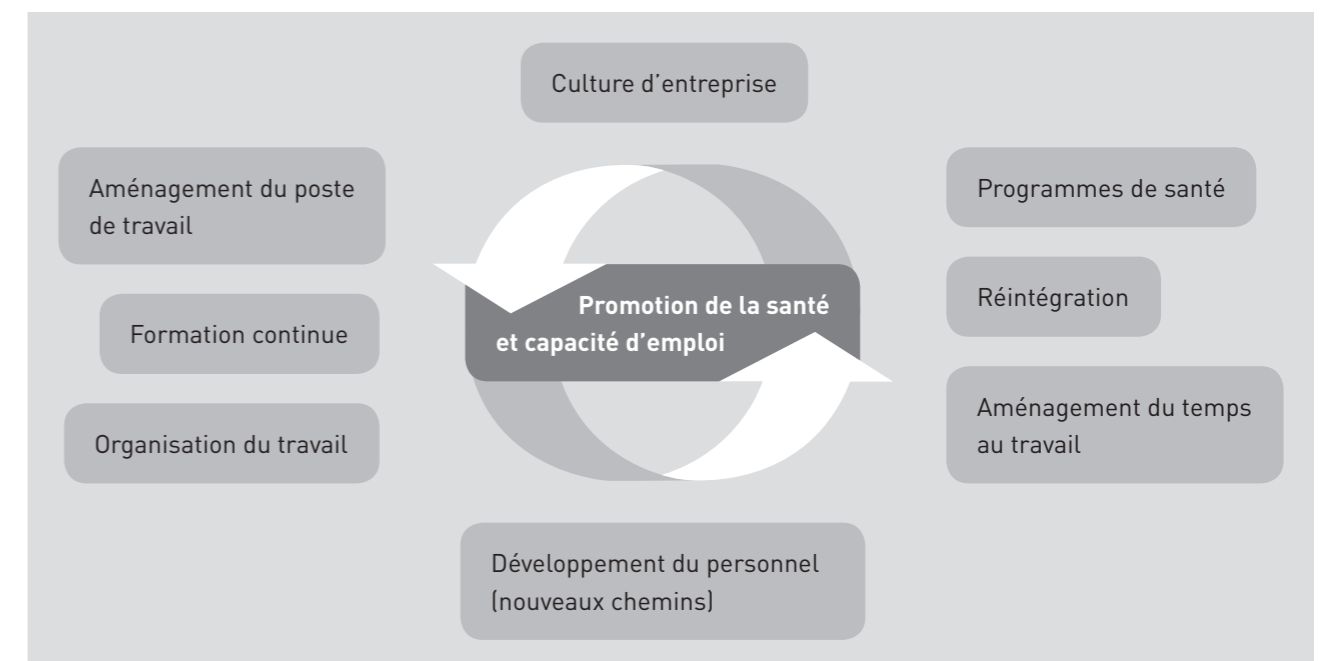 Culture d’entreprise
Aménagement du poste
de travail
Programmes de santé
Formation continue
Promotion de la santé
et capacité d’emploi
Réintégration
Organisation du travail
Aménagement du temps
au travail
Développement du personnel
(nouveaux chemins)